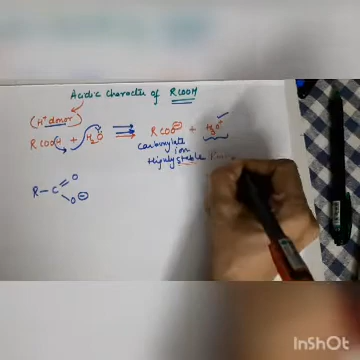 Acidic Character of RCOOH
(H⁺ donor)
RCOOH + H₂O ⇌ RCOO⊖ + H₃O⁺
Carboxylate
ion
Highly stable
R-C=O
O⊖
InShOt